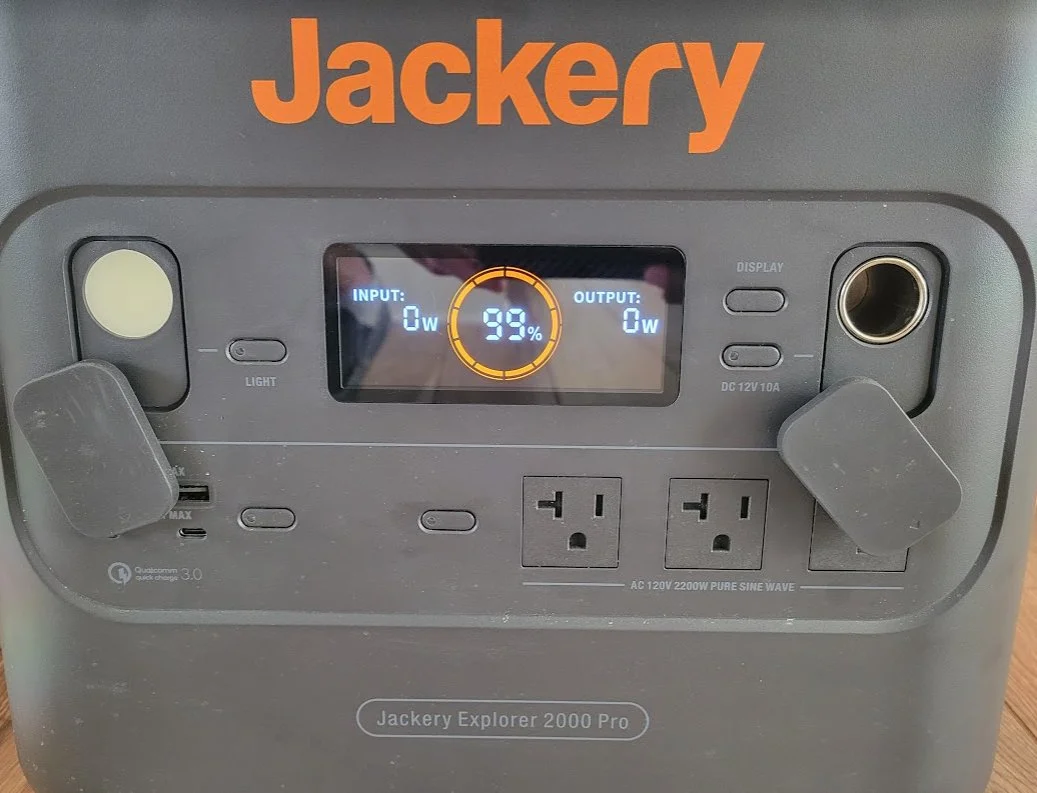 Jackery
INPUT:
0W
99%
OUTPUT:
0W
DISPLAY
LIGHT
DC 12V 10A
MAX
Qualcomm
quick charge 3.0
AC 120V 2200W PURE SINE WAVE
Jackery Explorer 2000 Pro